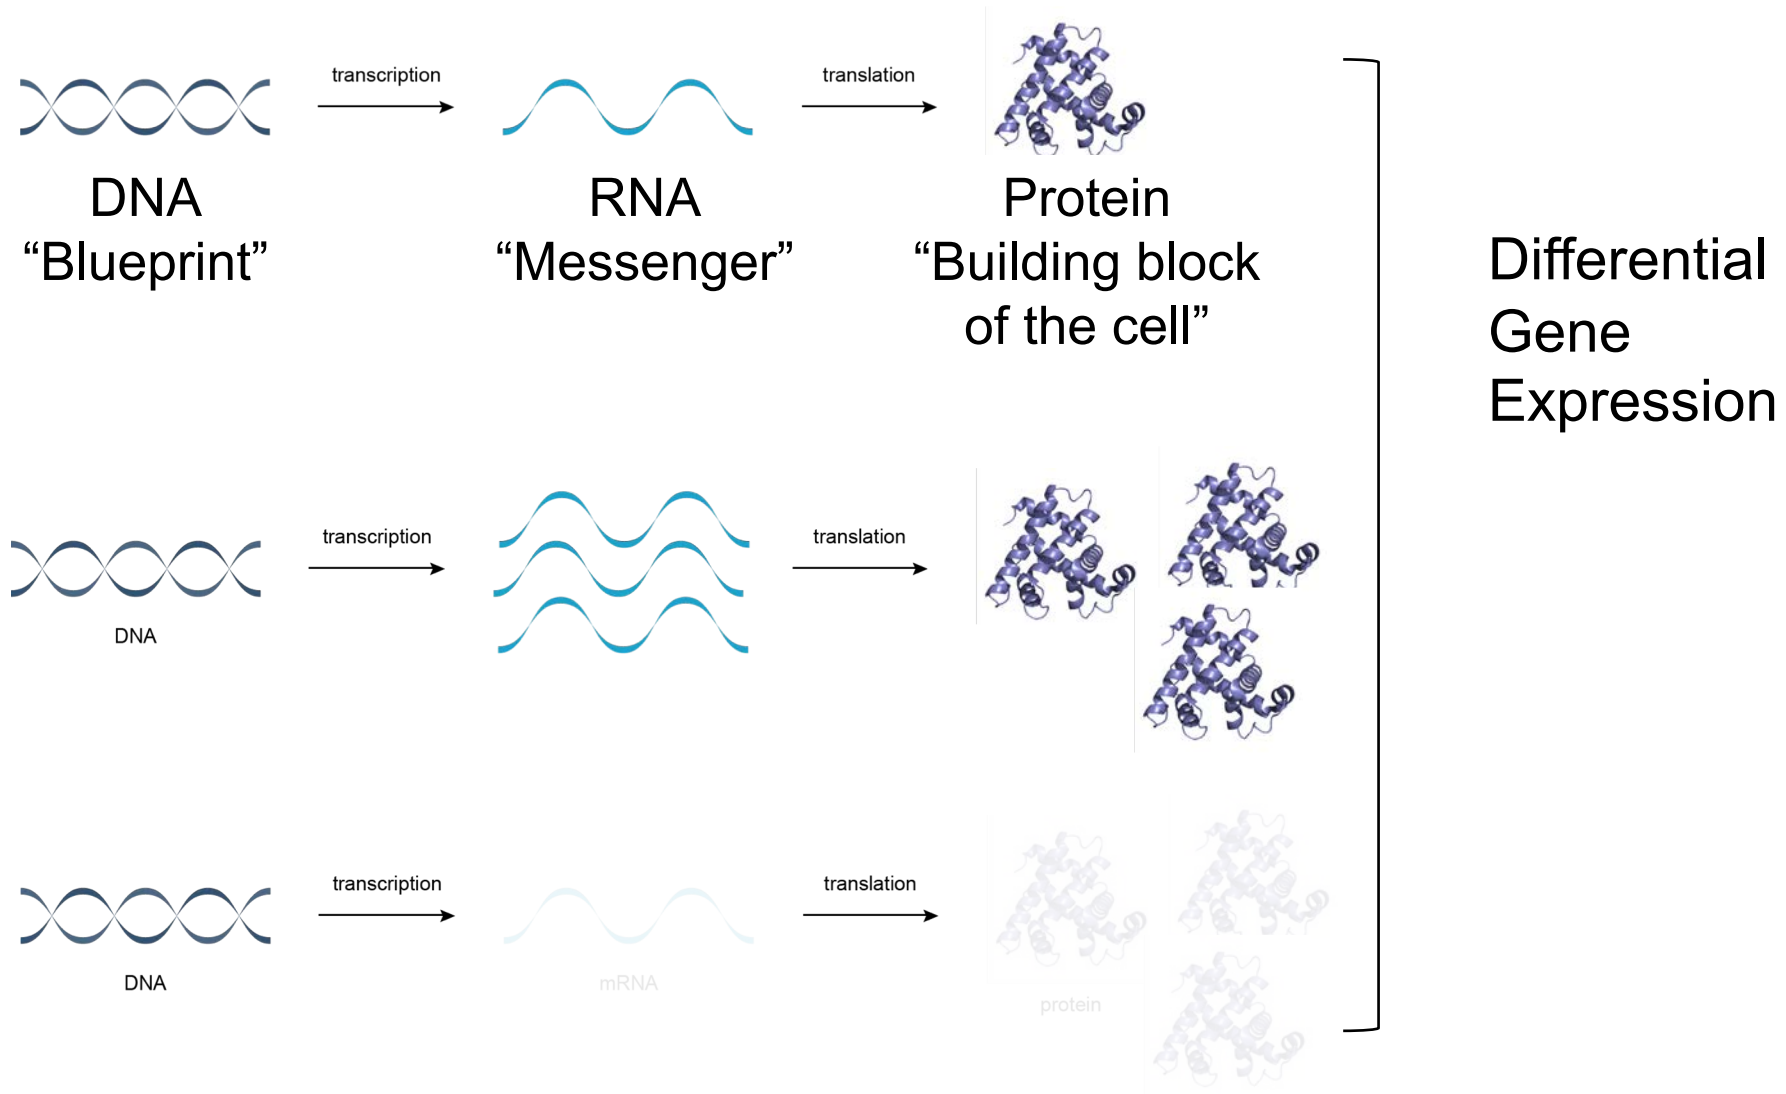 transcription
translation
DNA
“Blueprint”
RNA
“Messenger”
Protein
“Building block
of the cell”
Differential
Gene
Expression
transcription
translation
DNA
transcription
translation
DNA
mRNA
protein